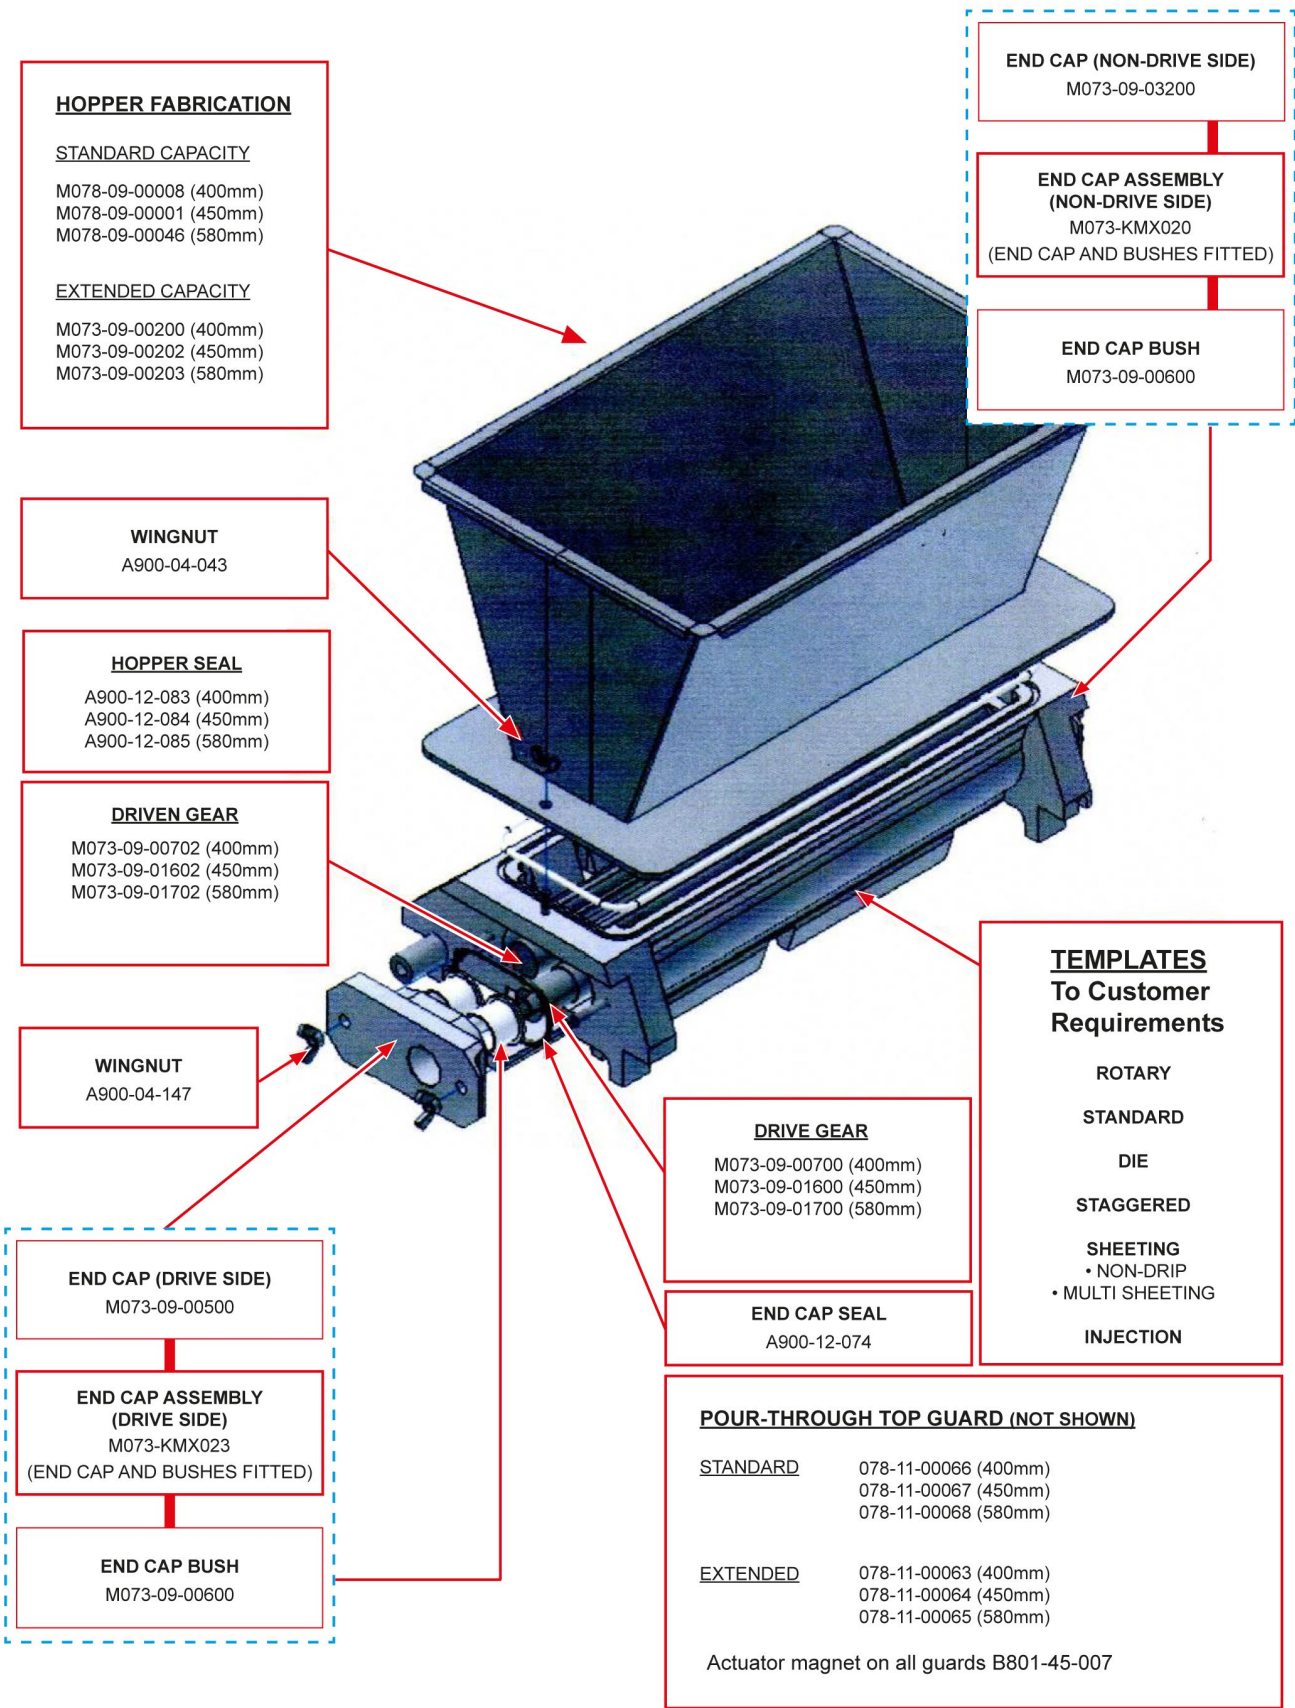 HOPPER FABRICATION
STANDARD CAPACITY
M078-09-00008 (400mm)
M078-09-00001 (450mm)
M078-09-00046 (580mm)
EXTENDED CAPACITY
M073-09-00200 (400mm)
M073-09-00202 (450mm)
M073-09-00203 (580mm)
END CAP (NON-DRIVE SIDE)
M073-09-03200
END CAP ASSEMBLY
(NON-DRIVE SIDE)
M073-KMX020
(END CAP AND BUSHES FITTED)
END CAP BUSH
M073-09-00600
WINGNUT
A900-04-043
HOPPER SEAL
A900-12-083 (400mm)
A900-12-084 (450mm)
A900-12-085 (580mm)
DRIVEN GEAR
M073-09-00702 (400mm)
M073-09-01602 (450mm)
M073-09-01702 (580mm)
WINGNUT
A900-04-147
TEMPLATES
To Customer
Requirements
ROTARY
STANDARD
DIE
STAGGERED
SHEETING
• NON-DRIP
• MULTI SHEETING
INJECTION
DRIVE GEAR
M073-09-00700 (400mm)
M073-09-01600 (450mm)
M073-09-01700 (580mm)
END CAP SEAL
A900-12-074
END CAP (DRIVE SIDE)
M073-09-00500
END CAP ASSEMBLY
(DRIVE SIDE)
M073-KMX023
(END CAP AND BUSHES FITTED)
END CAP BUSH
M073-09-00600
POUR-THROUGH TOP GUARD (NOT SHOWN)
STANDARD 078-11-00066 (400mm)
078-11-00067 (450mm)
078-11-00068 (580mm)
EXTENDED 078-11-00063 (400mm)
078-11-00064 (450mm)
078-11-00065 (580mm)
Actuator magnet on all guards B801-45-007